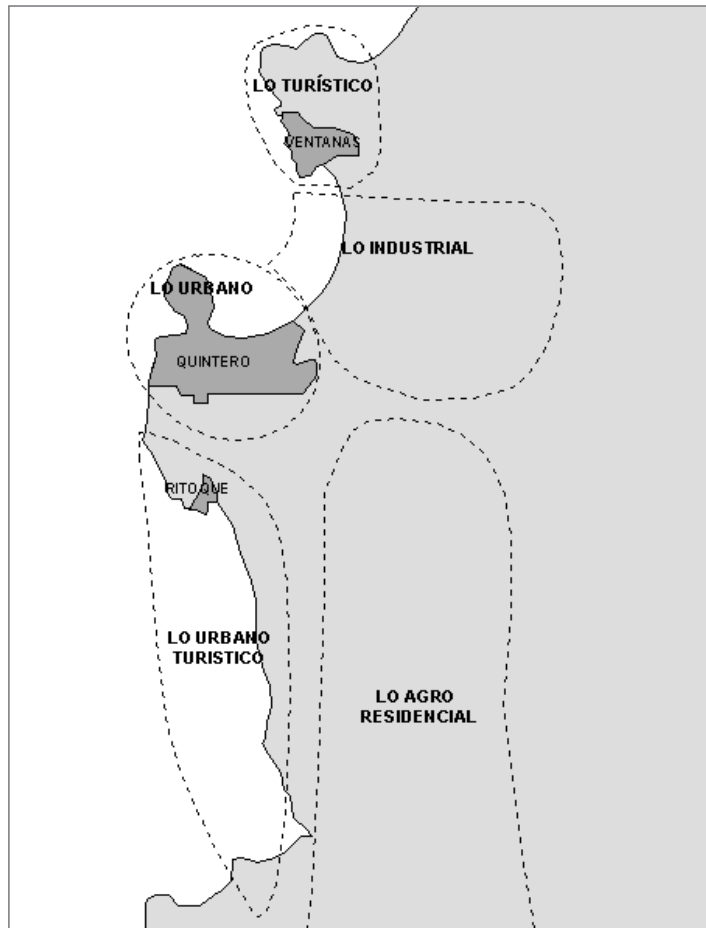 LO TURÍSTICO
VENTANAS
LO INDUSTRIAL
LO URBANO
QUINTERO
RITOQUE
LO URBANO
TURISTICO
LO AGRO
RESIDENCIAL